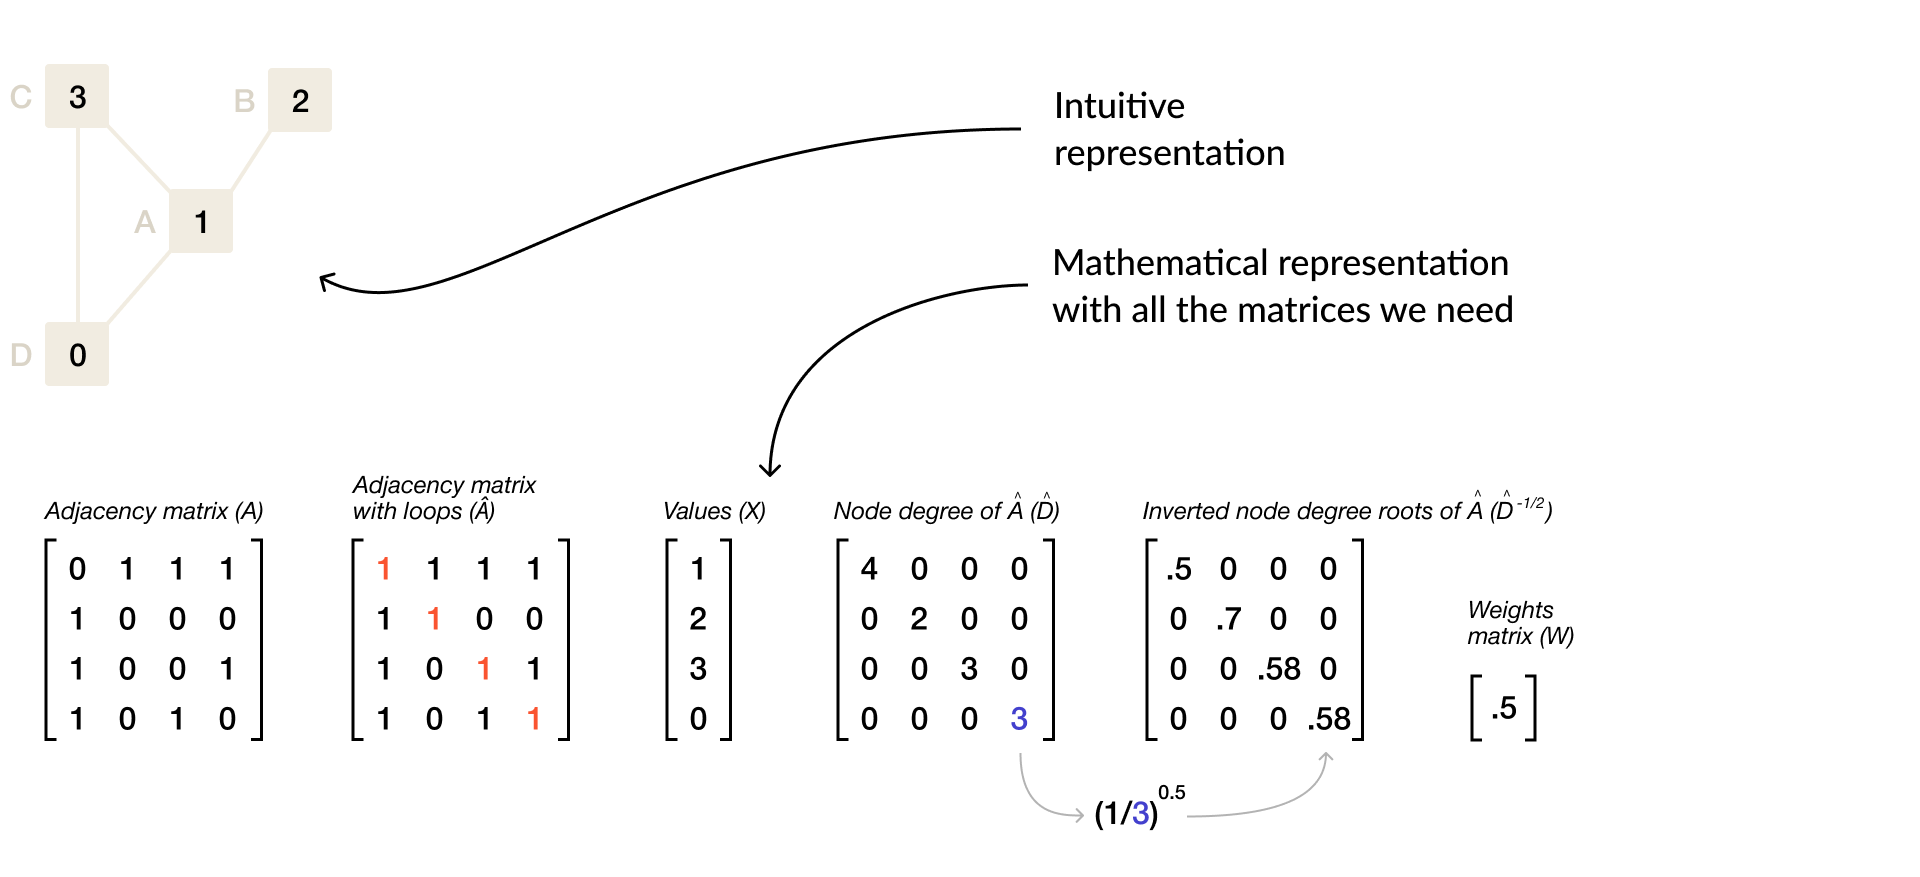 C 3
B 2
A 1
D 0
Intuitive
representation
Mathematical representation
with all the matrices we need
Adjacency matrix (A)
0 1 1 1
1 0 0 0
1 0 0 1
1 0 1 0
Adjacency matrix
with loops (Â)
1 1 1 1
1 1 0 0
1 0 1 1
1 0 1 1
Values (X)
1
2
3
0
Node degree of Â (D̂)
4 0 0 0
0 2 0 0
0 0 3 0
0 0 0 3
Inverted node degree roots of Â (D̂ -1/2)
.5 0 0 0
0 .7 0 0
0 0 .58 0
0 0 0 .58
(1/3)0.5
Weights
matrix (W)
.5